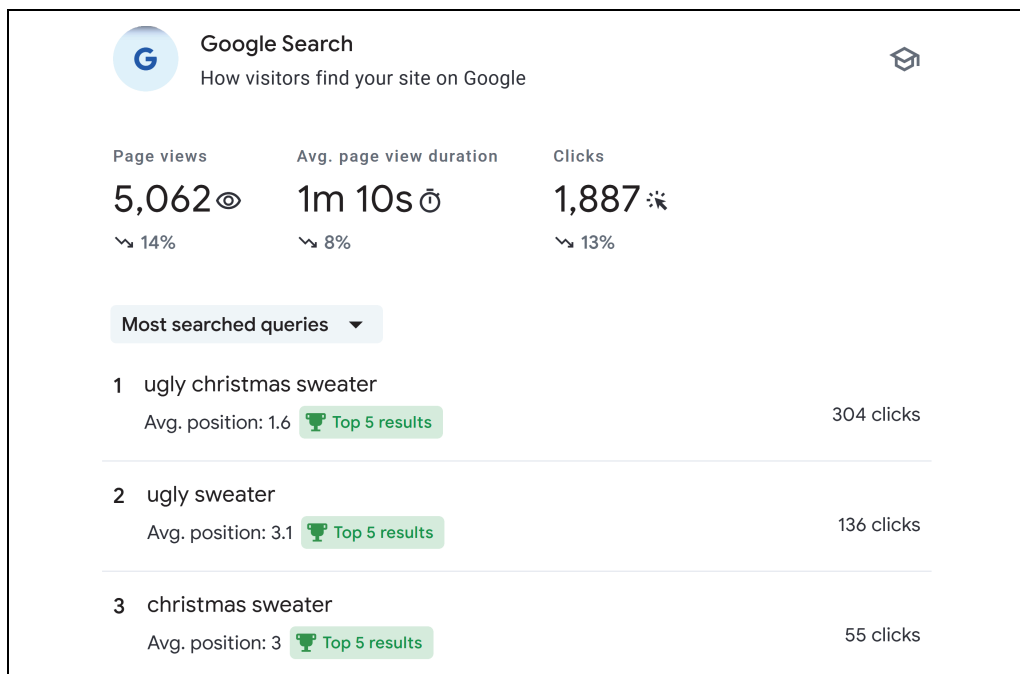 G
Google Search
How visitors find your site on Google
Page views
5,062
14%
Avg. page view duration
1m 10s
8%
Clicks
1,887
13%
Most searched queries
1 ugly christmas sweater
Avg. position: 1.6 Top 5 results
304 clicks
2 ugly sweater
Avg. position: 3.1 Top 5 results
136 clicks
3 christmas sweater
Avg. position: 3 Top 5 results
55 clicks